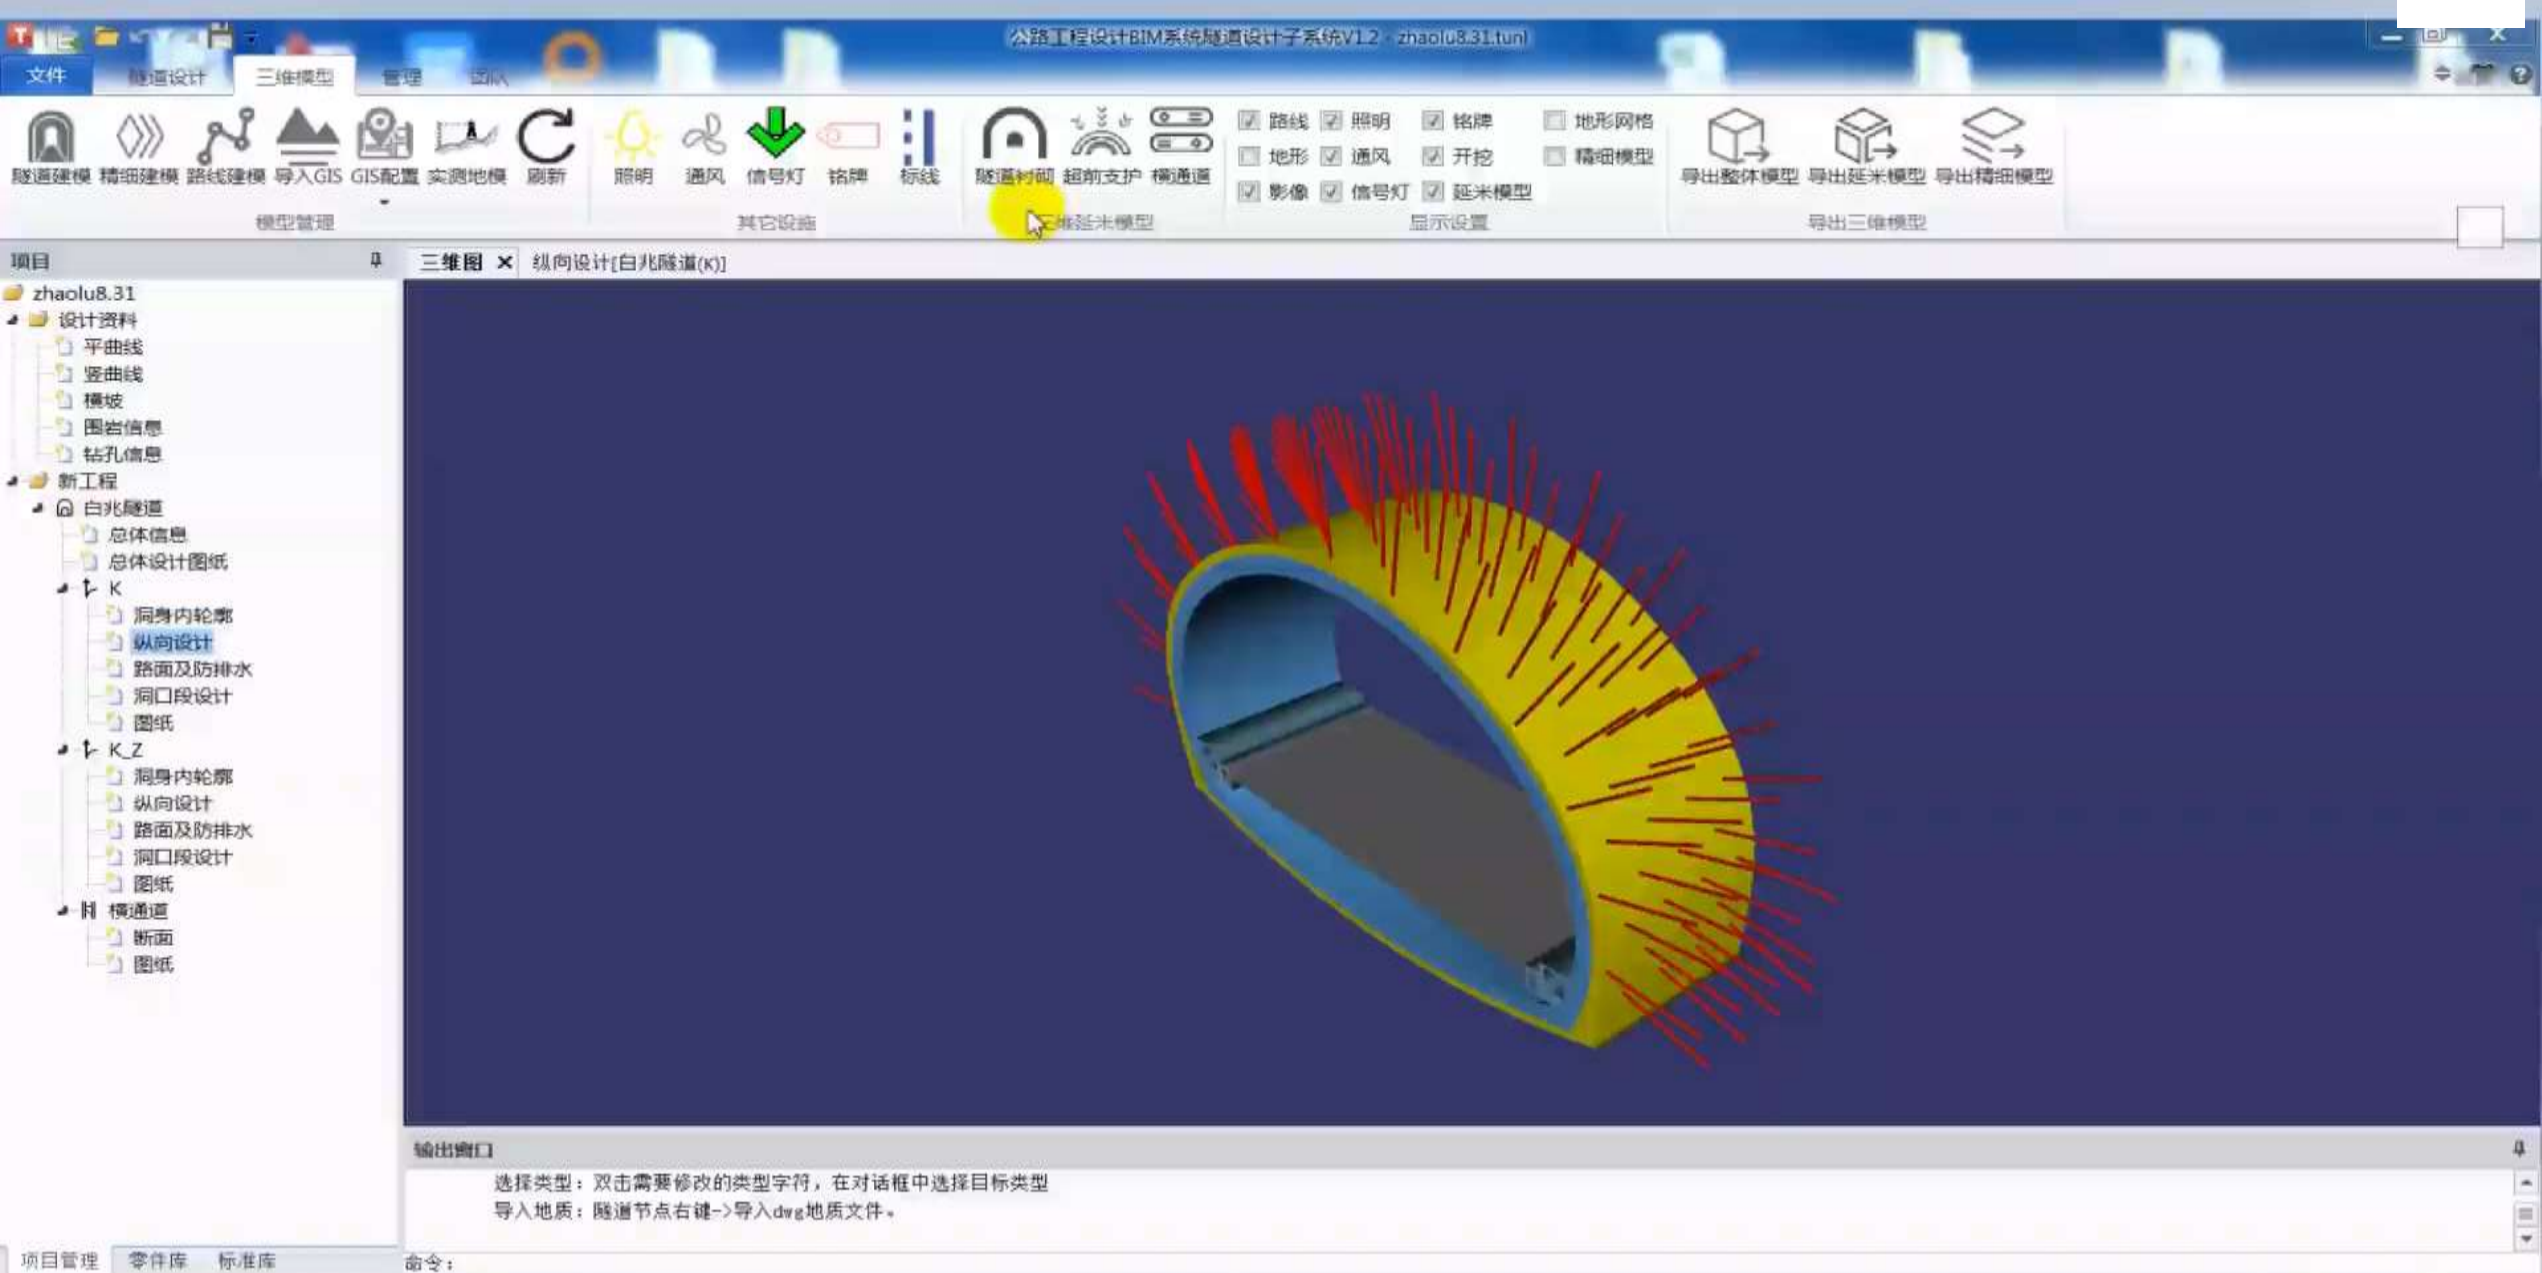 公路工程设计BIM系统隧道设计子系统V1.2 - zhaolu8.31.tunl
文件 隧道设计 三维模型 管理 团队
隧道建模 精细建模 路线建模 导入GIS GIS配置 实测地模 刷新
模型管理
照明 通风 信号灯 铭牌 标线
其它设施
隧道衬砌 超前支护 横通道
三维延米模型
路线 照明 铭牌 地形网格
地形 通风 开挖 精细模型
影像 信号灯 延米模型
显示设置
导出整体模型 导出延米模型 导出精细模型
导出三维模型
项目
三维图 纵向设计[白兆隧道(K)]
zhaolu8.31
设计资料
平曲线
竖曲线
横坡
围岩信息
钻孔信息
新工程
白兆隧道
总体信息
总体设计图纸
K
洞身内轮廓
纵向设计
路面及防排水
洞口段设计
图纸
K_Z
洞身内轮廓
纵向设计
路面及防排水
洞口段设计
图纸
横通道
断面
图纸
输出窗口
选择类型：双击需要修改的类型字符，在对话框中选择目标类型
导入地质：隧道节点右键->导入dwg地质文件。
命令：
项目管理 零件库 标准库